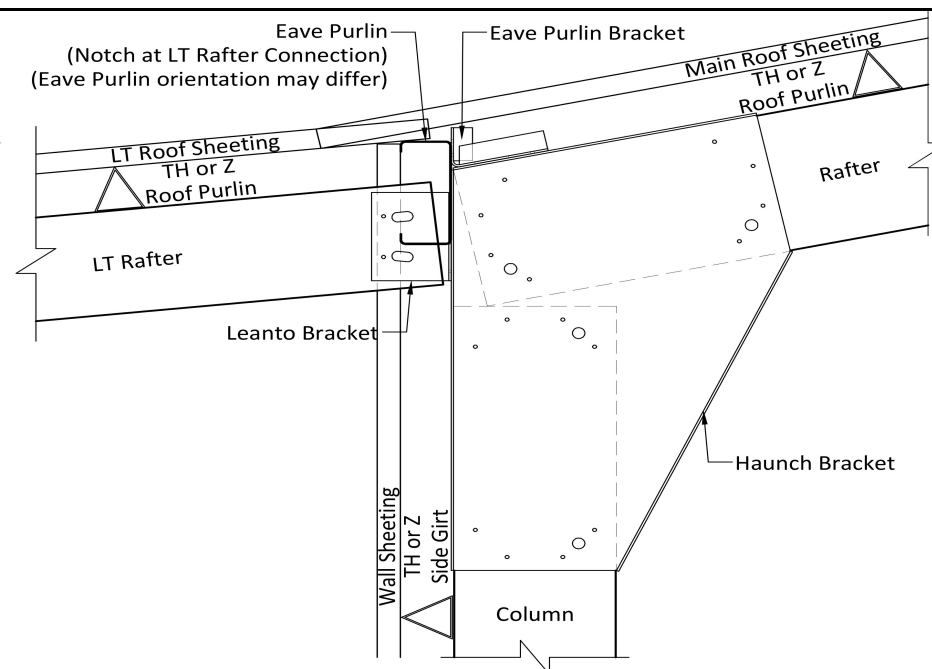 Eave Purlin
(Notch at LT Rafter Connection)
(Eave Purlin orientation may differ)
Eave Purlin Bracket
Main Roof Sheeting
TH or Z
Roof Purlin
LT Roof Sheeting
TH or Z
Roof Purlin
Rafter
LT Rafter
Leanto Bracket
Haunch Bracket
Wall Sheeting
TH or Z
Side Girt
Column